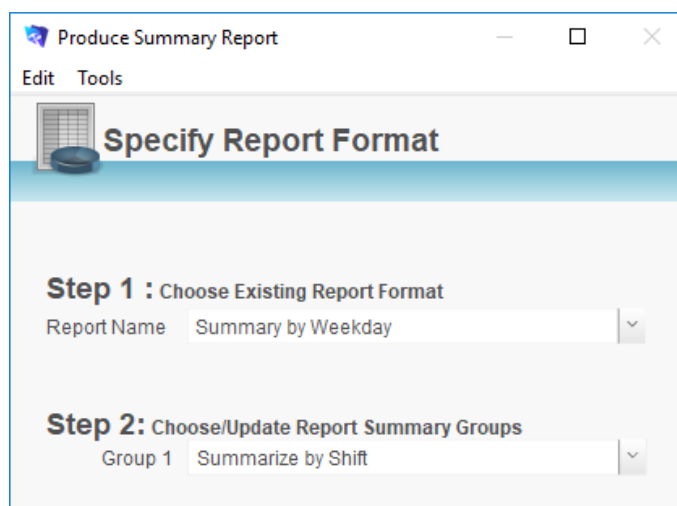 Produce Summary Report
Edit Tools
Specify Report Format
Step 1 : Choose Existing Report Format
Report Name Summary by Weekday
Step 2: Choose/Update Report Summary Groups
Group 1 Summarize by Shift